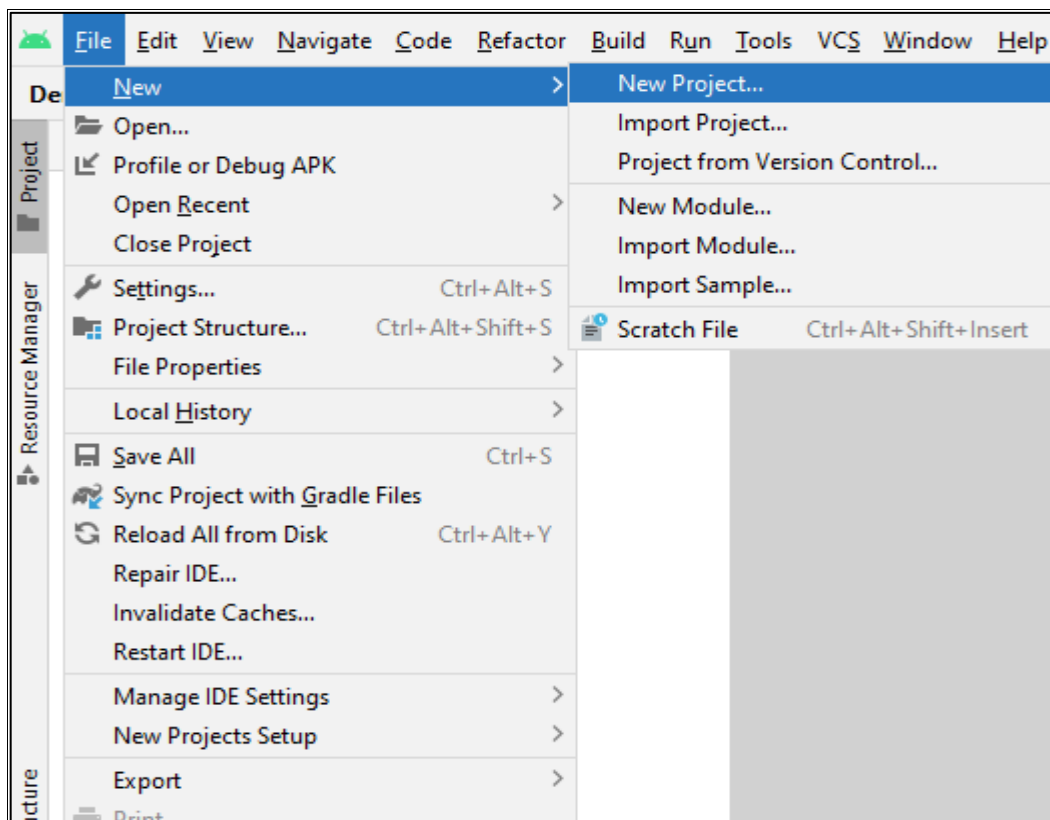 File Edit View Navigate Code Refactor Build Run Tools VCS Window Help
De
Project
Resource Manager
New
Open...
Profile or Debug APK
Open Recent
Close Project
Settings... Ctrl+Alt+S
Project Structure... Ctrl+Alt+Shift+S
File Properties
Local History
Save All Ctrl+S
Sync Project with Gradle Files
Reload All from Disk Ctrl+Alt+Y
Repair IDE...
Invalidate Caches...
Restart IDE...
Manage IDE Settings
New Projects Setup
Export
Print
New Project...
Import Project...
Project from Version Control...
New Module...
Import Module...
Import Sample...
Scratch File Ctrl+Alt+Shift+Insert